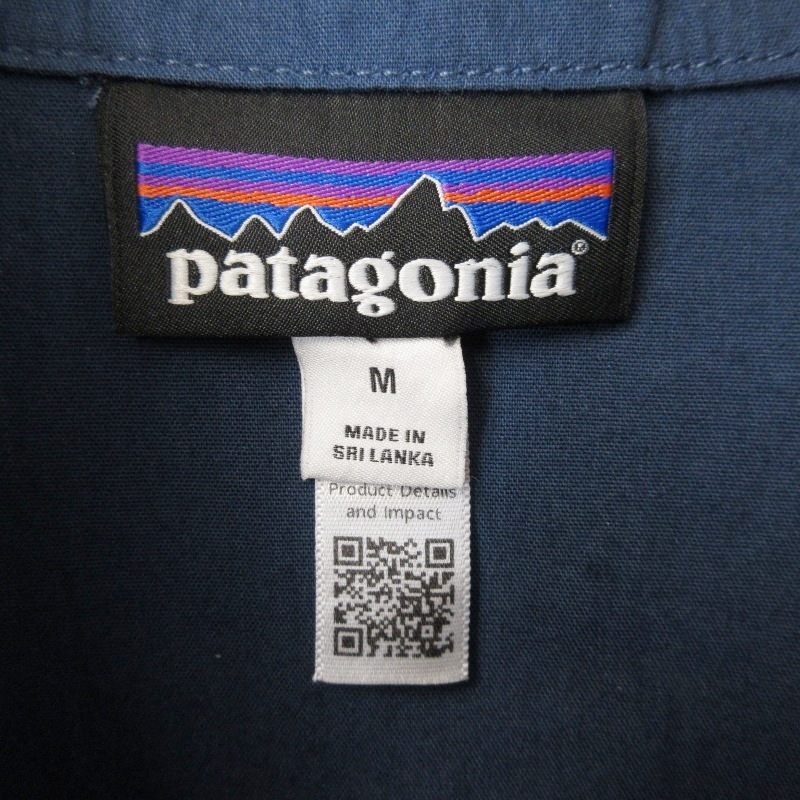 patagonia®
M
MADE IN
SRI LANKA
Product Details
and Impact